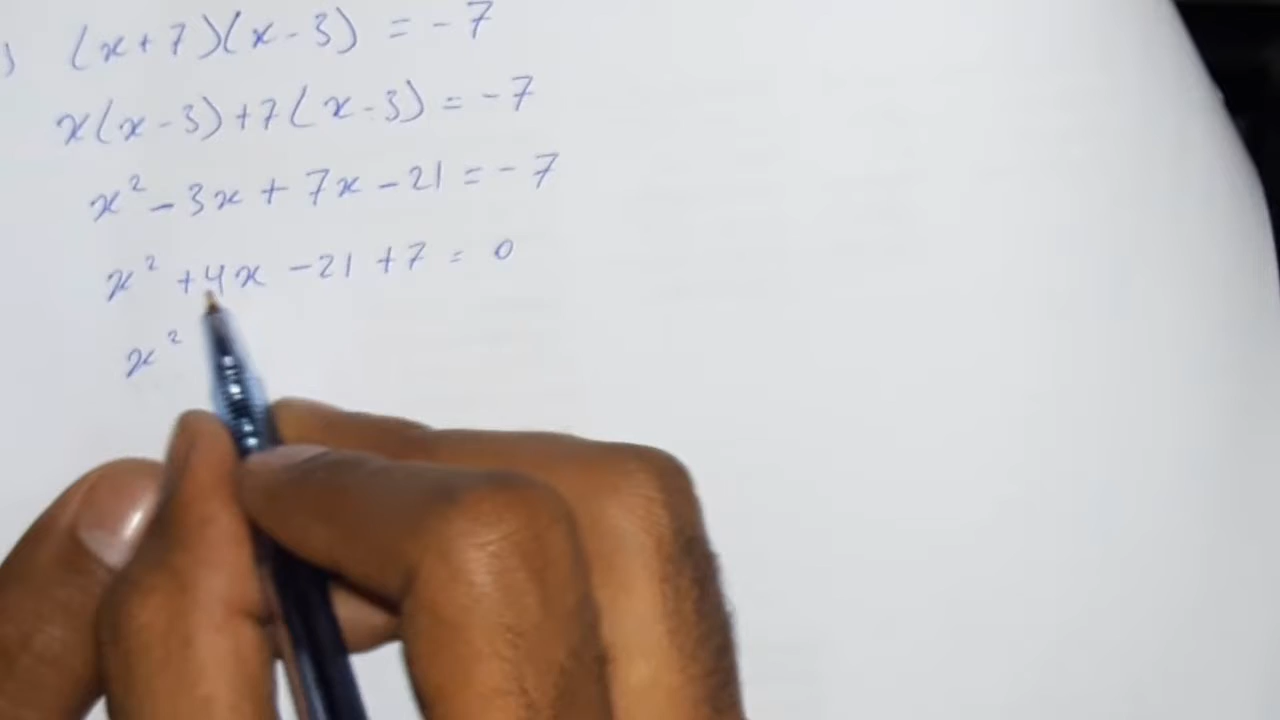 ) (x+7)(x-3) = -7
x(x-3)+7(x-3) = -7
x² - 3x + 7x - 21 = -7
x² + 4x - 21 + 7 = 0
x²